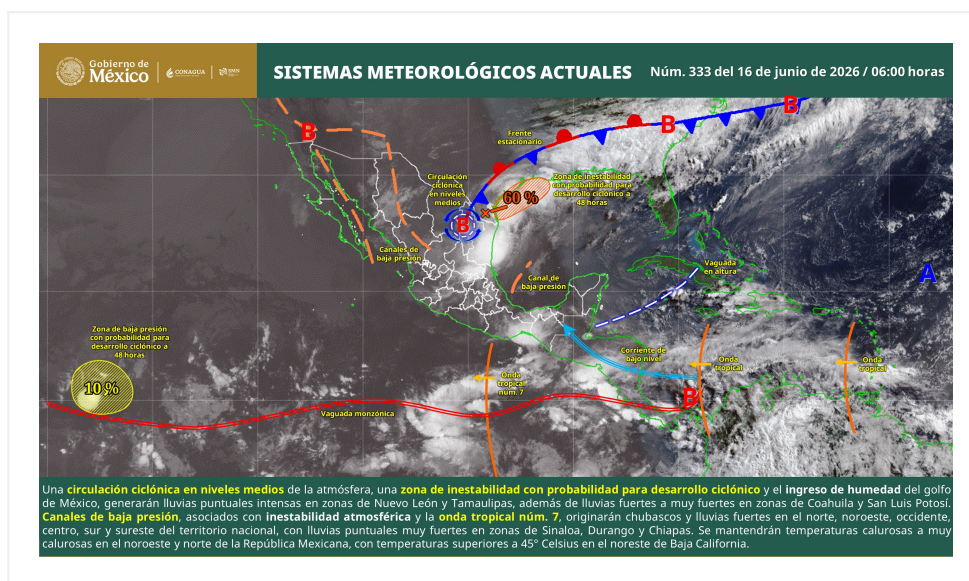 Gobierno de
México
CONAGUA
SMN
SISTEMAS METEOROLÓGICOS ACTUALES
Núm. 333 del 16 de junio de 2026 / 06:00 horas
B
B
B
Frente
estacionario
Circulación
ciclónica
en niveles
medios
Zona de inestabilidad
con probabilidad para
desarrollo ciclónico a
48 horas
60 %
B
Canales de
baja presión
Canal de
baja presión
Vaguada
en altura
A
Zona de baja presión
con probabilidad para
desarrollo ciclónico a
48 horas
10 %
Corriente de
bajo nivel
Onda
tropical
núm. 7
Onda
tropical
Onda
tropical
B
Vaguada monzónica
Una circulación ciclónica en niveles medios de la atmósfera, una zona de inestabilidad con probabilidad para desarrollo ciclónico y el ingreso de humedad del golfo
de México, generarán lluvias puntuales intensas en zonas de Nuevo León y Tamaulipas, además de lluvias fuertes a muy fuertes en zonas de Coahuila y San Luis Potosí.
Canales de baja presión, asociados con inestabilidad atmosférica y la onda tropical núm. 7, originarán chubascos y lluvias fuertes en el norte, noroeste, occidente,
centro, sur y sureste del territorio nacional, con lluvias puntuales muy fuertes en zonas de Sinaloa, Durango y Chiapas. Se mantendrán temperaturas calurosas a muy
calurosas en el noroeste y norte de la República Mexicana, con temperaturas superiores a 45° Celsius en el noreste de Baja California.